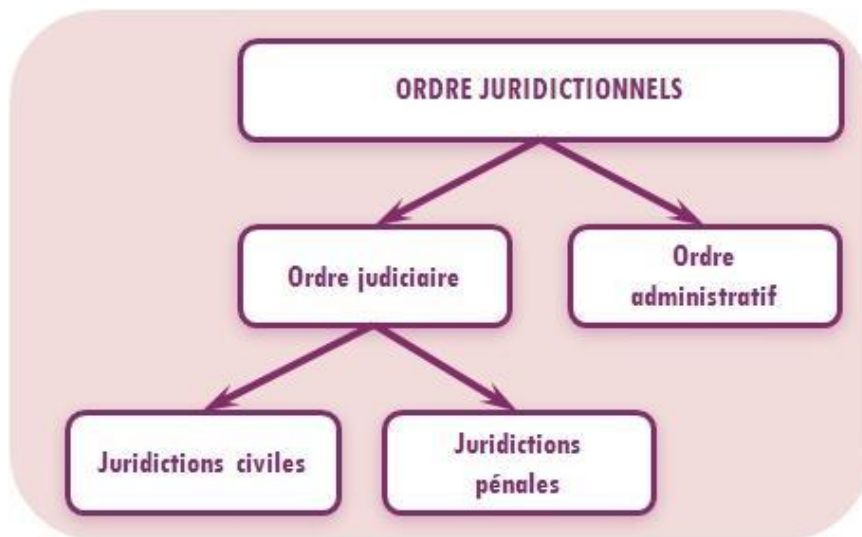 ORDRE JURIDICTIONNELS
Ordre judiciaire
Ordre
administratif
Juridictions civiles
Juridictions
pénales